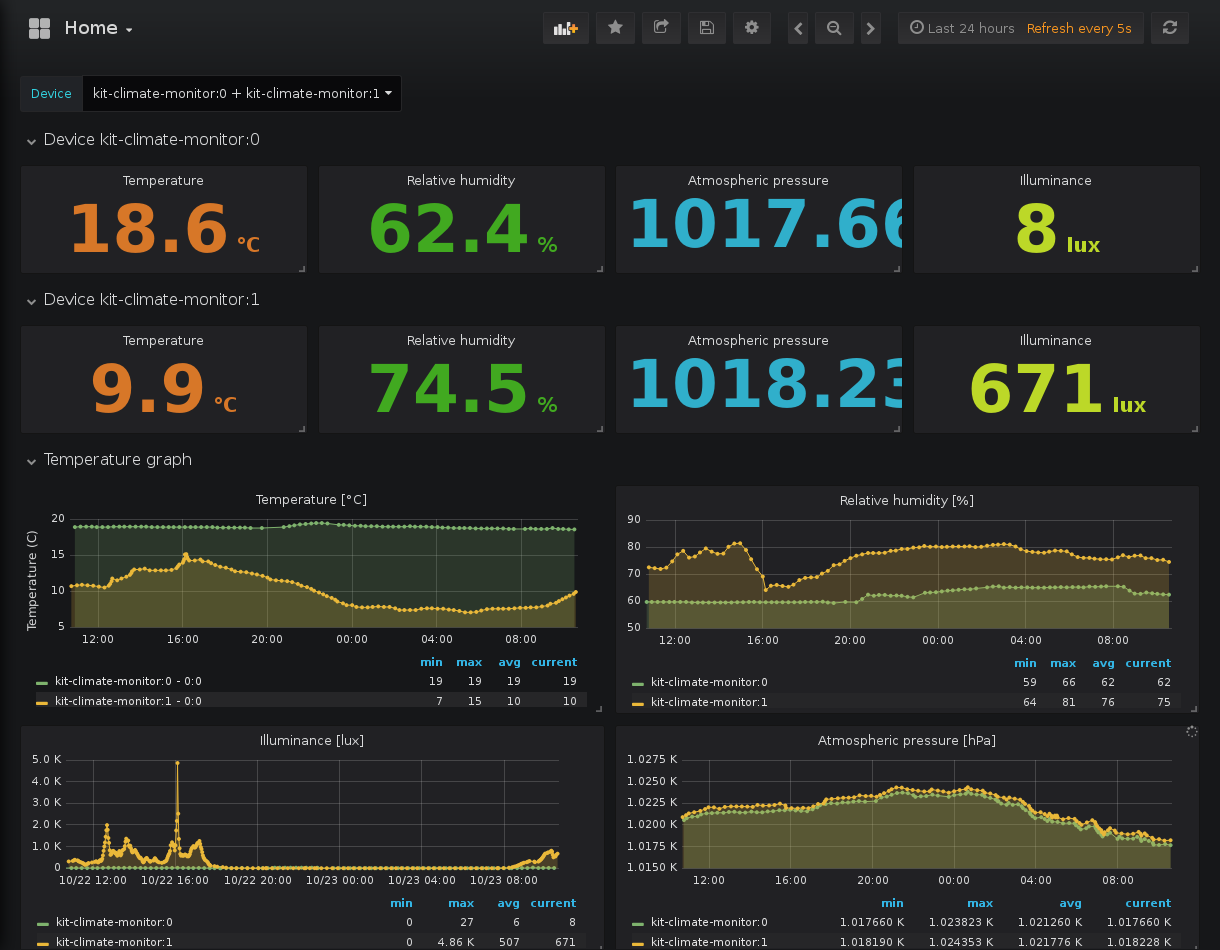 Home
Last 24 hours Refresh every 5s
Device kit-climate-monitor:0 + kit-climate-monitor:1
Device kit-climate-monitor:0
Temperature Relative humidity Atmospheric pressure Illuminance
18.6 °C 62.4 % 1017.66 8 lux
Device kit-climate-monitor:1
Temperature Relative humidity Atmospheric pressure Illuminance
9.9 °C 74.5 % 1018.23 671 lux
Temperature graph
Temperature [°C]
Temperature (C)
20
15
10
5
12:00 16:00 20:00 00:00 04:00 08:00
min max avg current
kit-climate-monitor:0 - 0:0 19 19 19 19
kit-climate-monitor:1 - 0:0 7 15 10 10
Relative humidity [%]
90
80
70
60
50
12:00 16:00 20:00 00:00 04:00 08:00
min max avg current
kit-climate-monitor:0 59 66 62 62
kit-climate-monitor:1 64 81 76 75
Illuminance [lux]
5.0 K
4.0 K
3.0 K
2.0 K
1.0 K
0
10/22 12:00 10/22 16:00 10/22 20:00 10/23 00:00 10/23 04:00 10/23 08:00
min max avg current
kit-climate-monitor:0 0 27 6 8
kit-climate-monitor:1 0 4.86 K 507 671
Atmospheric pressure [hPa]
1.0275 K
1.0250 K
1.0225 K
1.0200 K
1.0175 K
1.0150 K
12:00 16:00 20:00 00:00 04:00 08:00
min max avg current
kit-climate-monitor:0 1.017660 K 1.023823 K 1.021260 K 1.017660 K
kit-climate-monitor:1 1.018190 K 1.024353 K 1.021776 K 1.018228 K